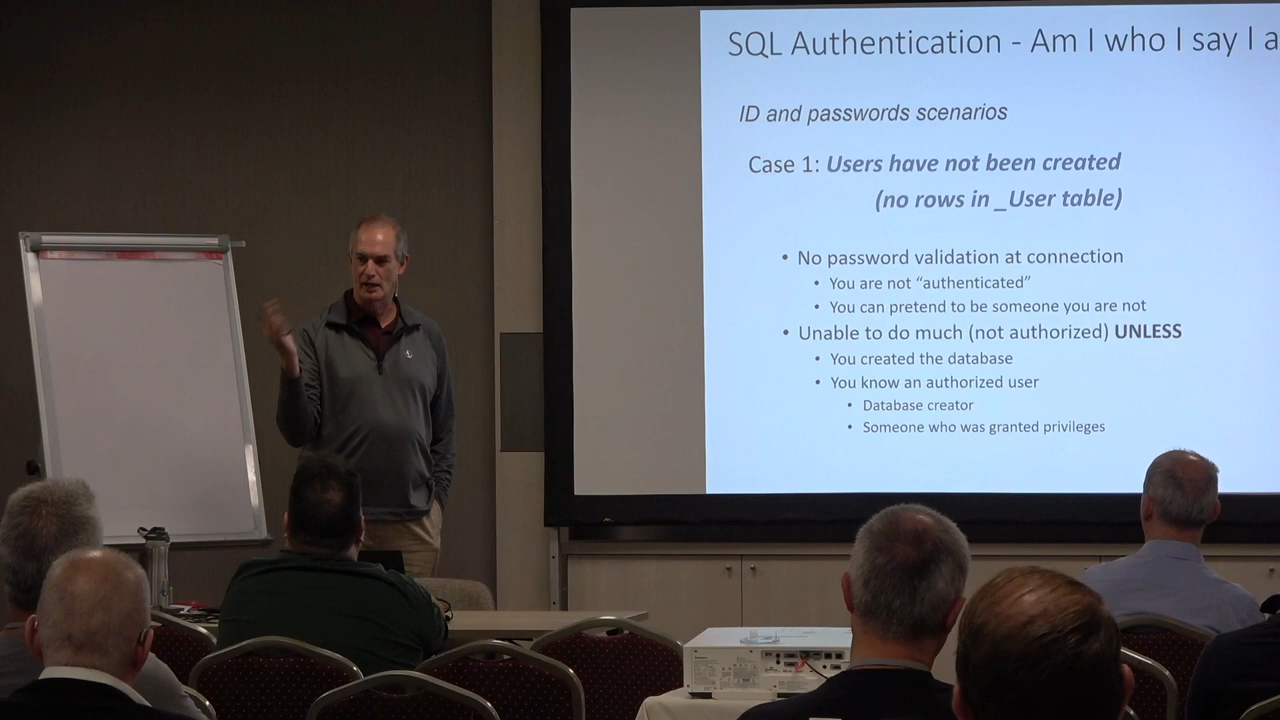 SQL Authentication - Am I who I say I a
ID and passwords scenarios
Case 1: Users have not been created
(no rows in _User table)
• No password validation at connection
• You are not “authenticated”
• You can pretend to be someone you are not
• Unable to do much (not authorized) UNLESS
• You created the database
• You know an authorized user
• Database creator
• Someone who was granted privileges